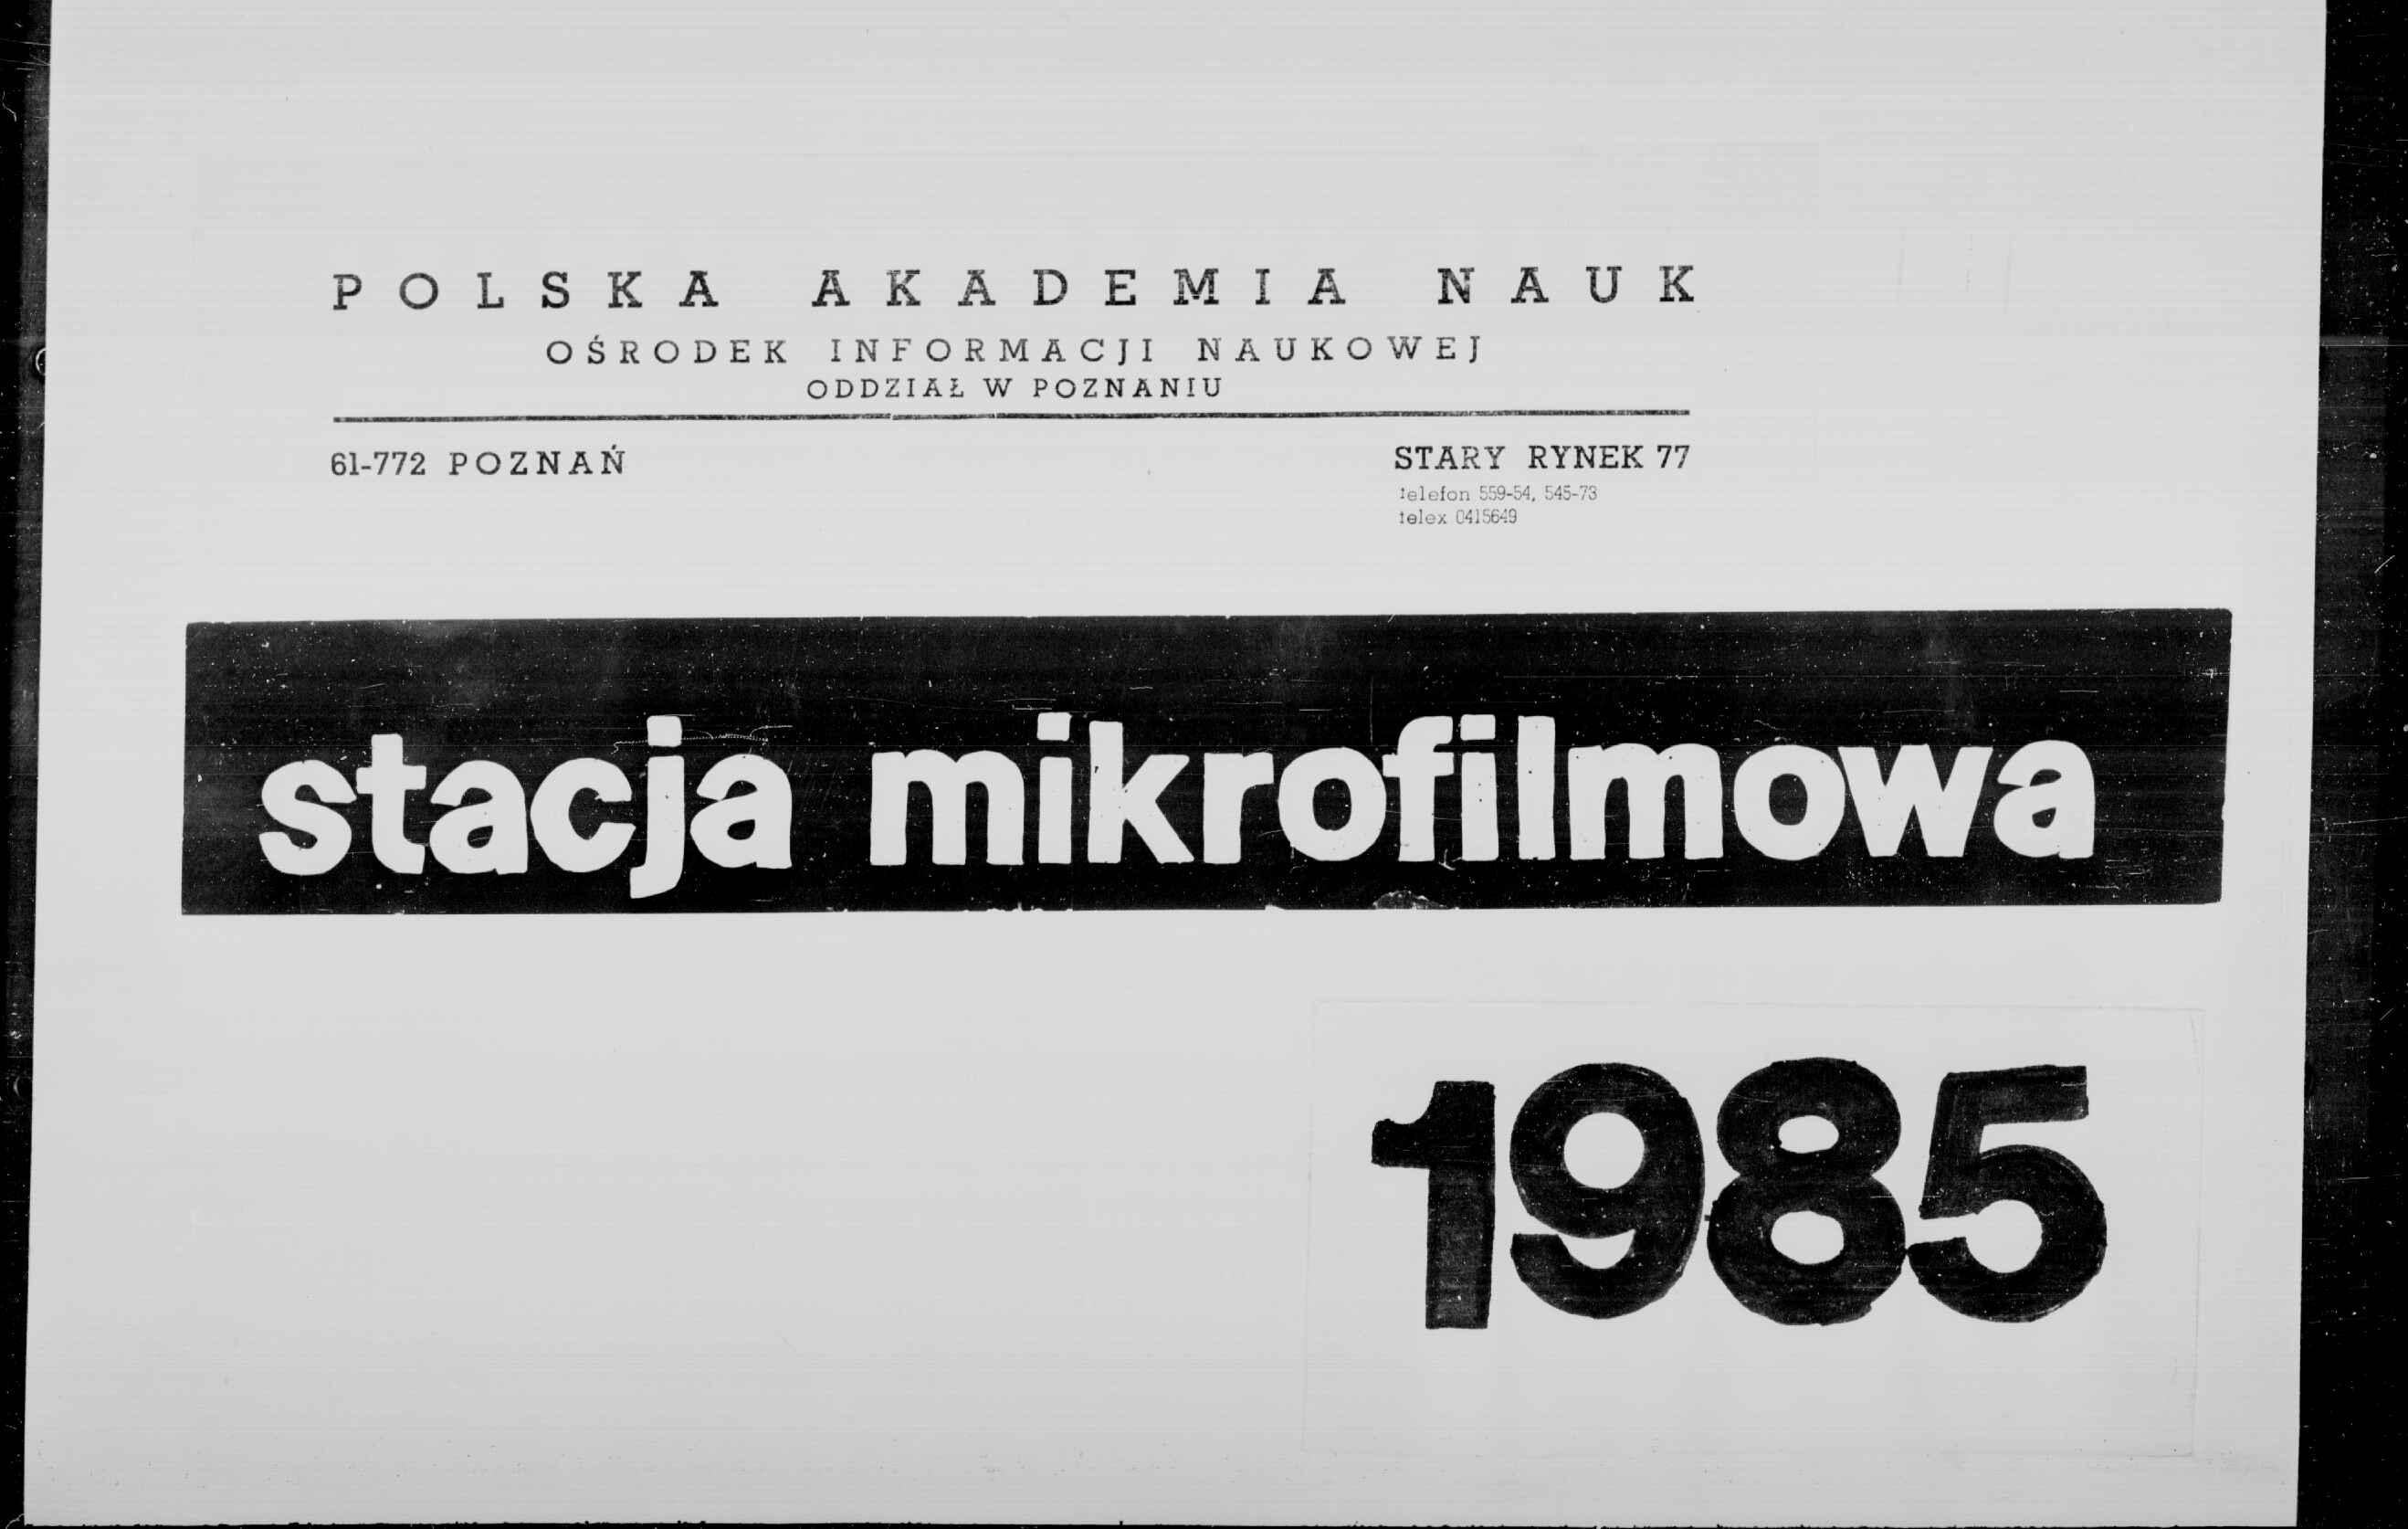 POLSKA AKADEMIA NAUK
OŚRODEK INFORMACJI NAUKOWEJ
ODDZIAŁ W POZNANIU
61-772 POZNAŃ
STARY RYNEK 77
telefon 559-54, 545-73
telex 0415649
stacja mikrofilmowa
1985